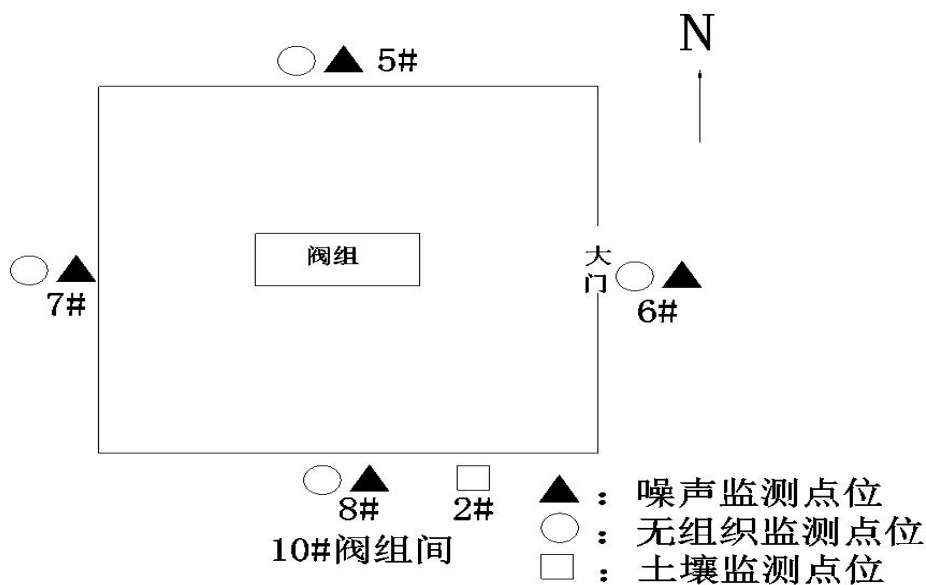 N
5#
阀组
大
门
7#
6#
8#
2#
10#阀组间
▲：噪声监测点位
○：无组织监测点位
□：土壤监测点位